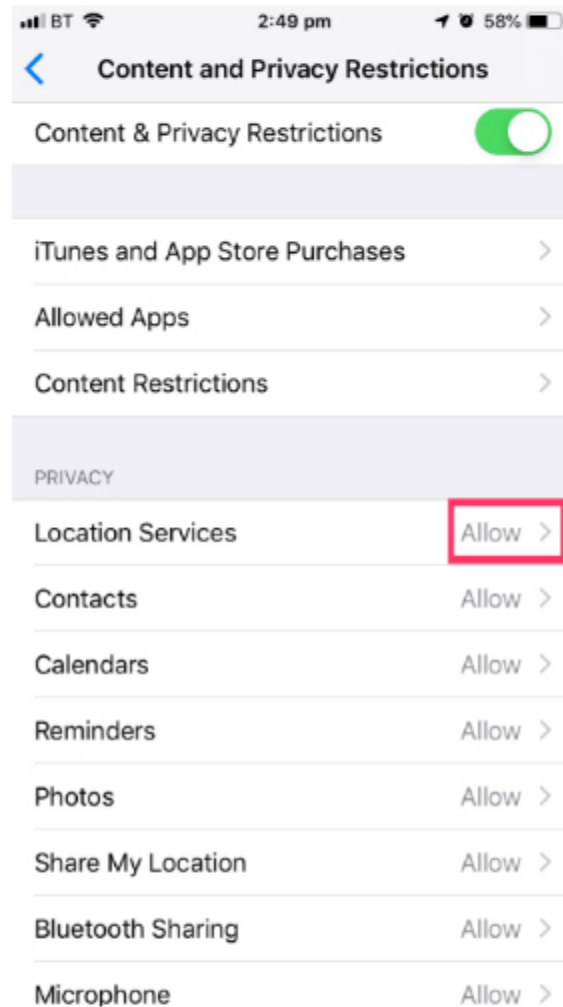 BT 2:49 pm 58%
Content and Privacy Restrictions
Content & Privacy Restrictions
iTunes and App Store Purchases
Allowed Apps
Content Restrictions
PRIVACY
Location Services Allow
Contacts Allow
Calendars Allow
Reminders Allow
Photos Allow
Share My Location Allow
Bluetooth Sharing Allow
Microphone Allow